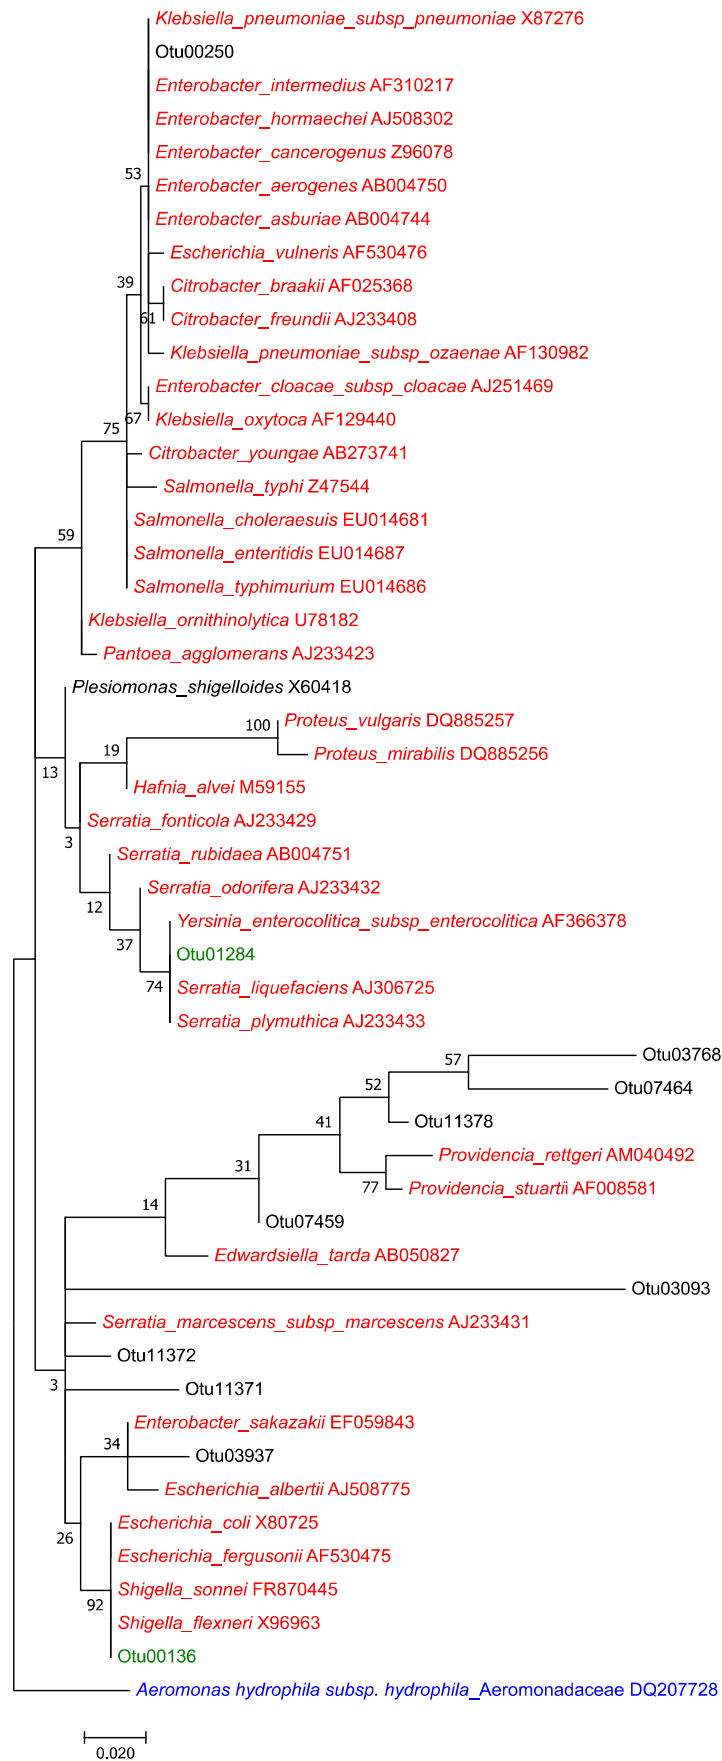 Klebsiella_pneumoniae_subsp_pneumoniae X87276
Otu00250
Enterobacter_intermedius AF310217
Enterobacter_hormaechei AJ508302
Enterobacter_cancerogenus Z96078
53
Enterobacter_aerogenes AB004750
Enterobacter_asburiae AB004744
Escherichia_vulneris AF530476
39
Citrobacter_braakii AF025368
61
Citrobacter_freundii AJ233408
Klebsiella_pneumoniae_subsp_ozaenae AF130982
Enterobacter_cloacae_subsp_cloacae AJ251469
67
Klebsiella_oxytoca AF129440
75
Citrobacter_youngae AB273741
Salmonella_typhi Z47544
Salmonella_choleraesuis EU014681
59
Salmonella_enteritidis EU014687
Salmonella_typhimurium EU014686
Klebsiella_ornithinolytica U78182
Pantoea_agglomerans AJ233423
Plesiomonas_shigelloides X60418
100
Proteus_vulgaris DQ885257
19
Proteus_mirabilis DQ885256
13
Hafnia_alvei M59155
Serratia_fonticola AJ233429
3
Serratia_rubidaea AB004751
Serratia_odorifera AJ233432
12
Yersinia_enterocolitica_subsp_enterocolitica AF366378
37
Otu01284
74
Serratia_liquefaciens AJ306725
Serratia_plymuthica AJ233433
57
Otu03768
52
Otu07464
41
Otu11378
Providencia_rettgeri AM040492
31
77
Providencia_stuartii AF008581
14
Otu07459
Edwardsiella_tarda AB050827
Otu03093
Serratia_marcescens_subsp_marcescens AJ233431
Otu11372
3
Otu11371
Enterobacter_sakazakii EF059843
34
Otu03937
Escherichia_albertii AJ508775
26
Escherichia_coli X80725
Escherichia_fergusonii AF530475
Shigella_sonnei FR870445
92
Shigella_flexneri X96963
Otu00136
Aeromonas hydrophila subsp. hydrophila_Aeromonadaceae DQ207728
0.020